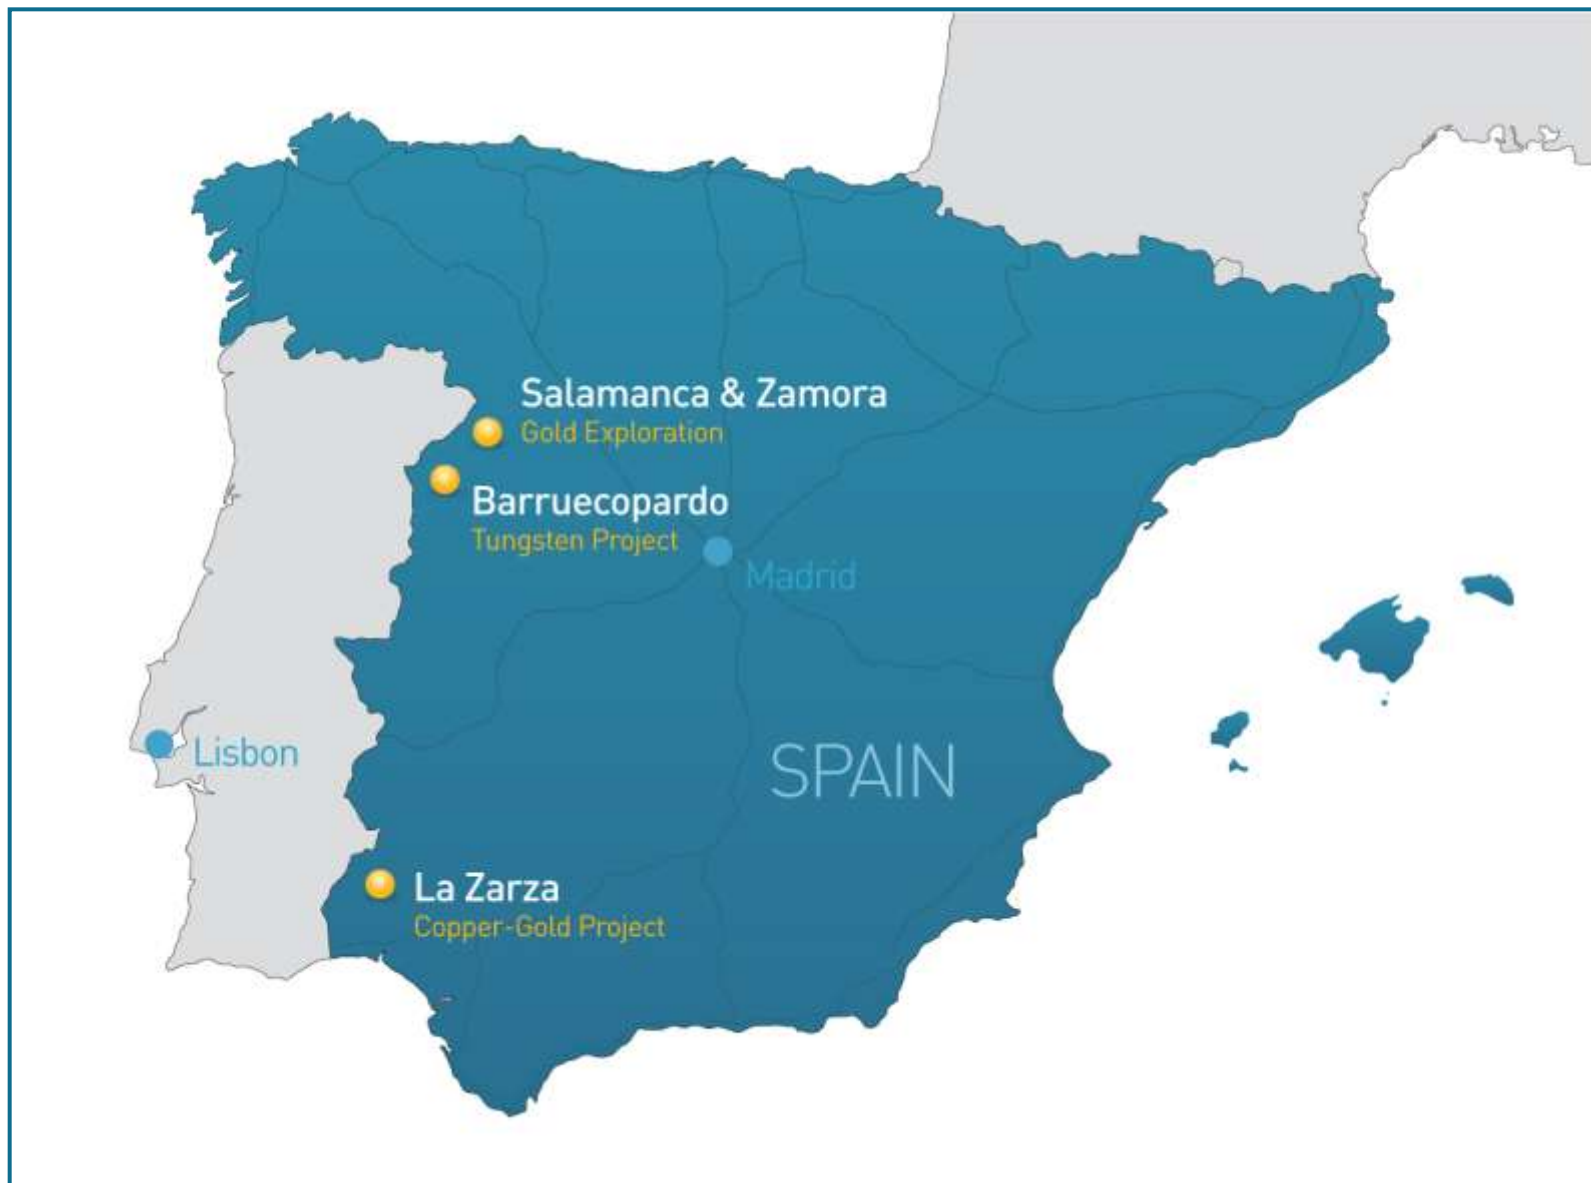 Salamanca & Zamora
Gold Exploration
Barruecopardo
Tungsten Project
Madrid
Lisbon
SPAIN
La Zarza
Copper-Gold Project